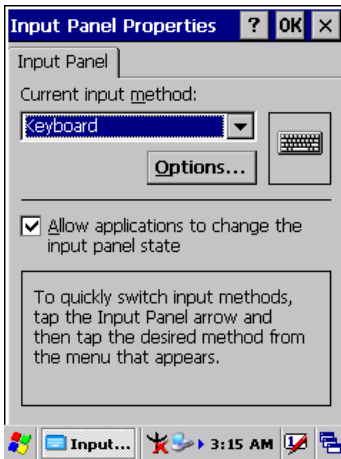 Input Panel Properties ? OK ×
Input Panel
Current input method:
Keyboard
Options...
Allow applications to change the
input panel state
To quickly switch input methods,
tap the Input Panel arrow and
then tap the desired method from
the menu that appears.
Input... 3:15 AM